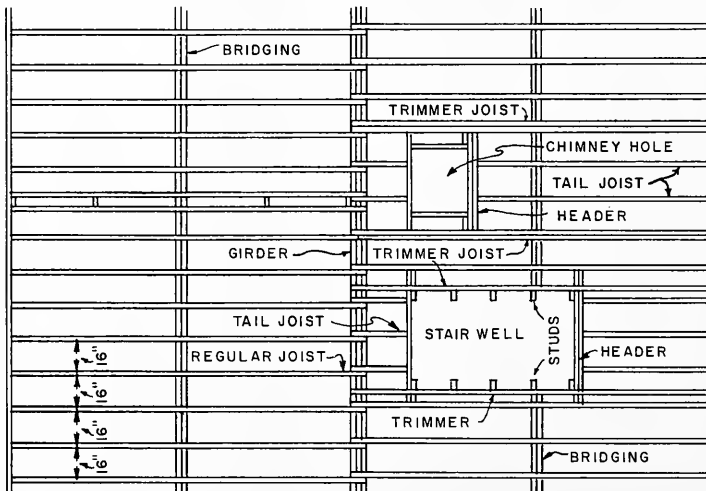 BRIDGING
TRIMMER JOIST
CHIMNEY HOLE
TAIL JOIST
HEADER
GIRDER
TRIMMER JOIST
TAIL JOIST
STAIR WELL
STUDS
REGULAR JOIST
HEADER
16"
16"
16"
16"
TRIMMER
BRIDGING